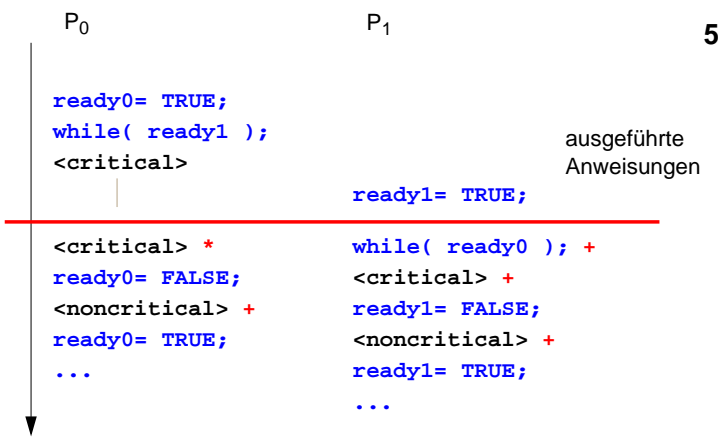 P0 P1
5
ready0= TRUE;
while( ready1 );
<critical>
ausgeführte
Anweisungen
ready1= TRUE;
<critical> *
ready0= FALSE;
<noncritical> +
ready0= TRUE;
...
while( ready0 ); +
<critical> +
ready1= FALSE;
<noncritical> +
ready1= TRUE;
...